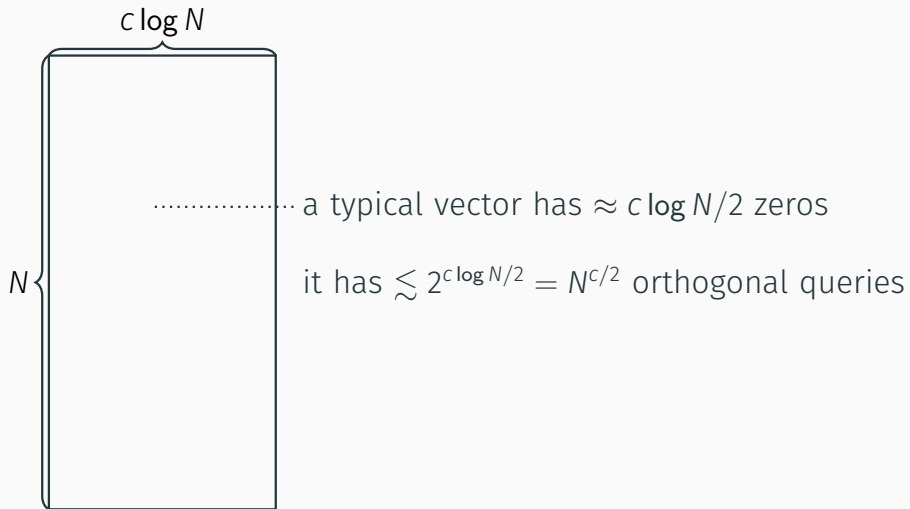 c log N
a typical vector has ≈ c log N/2 zeros
N
it has ≲ 2^{c log N/2} = N^{c/2} orthogonal queries